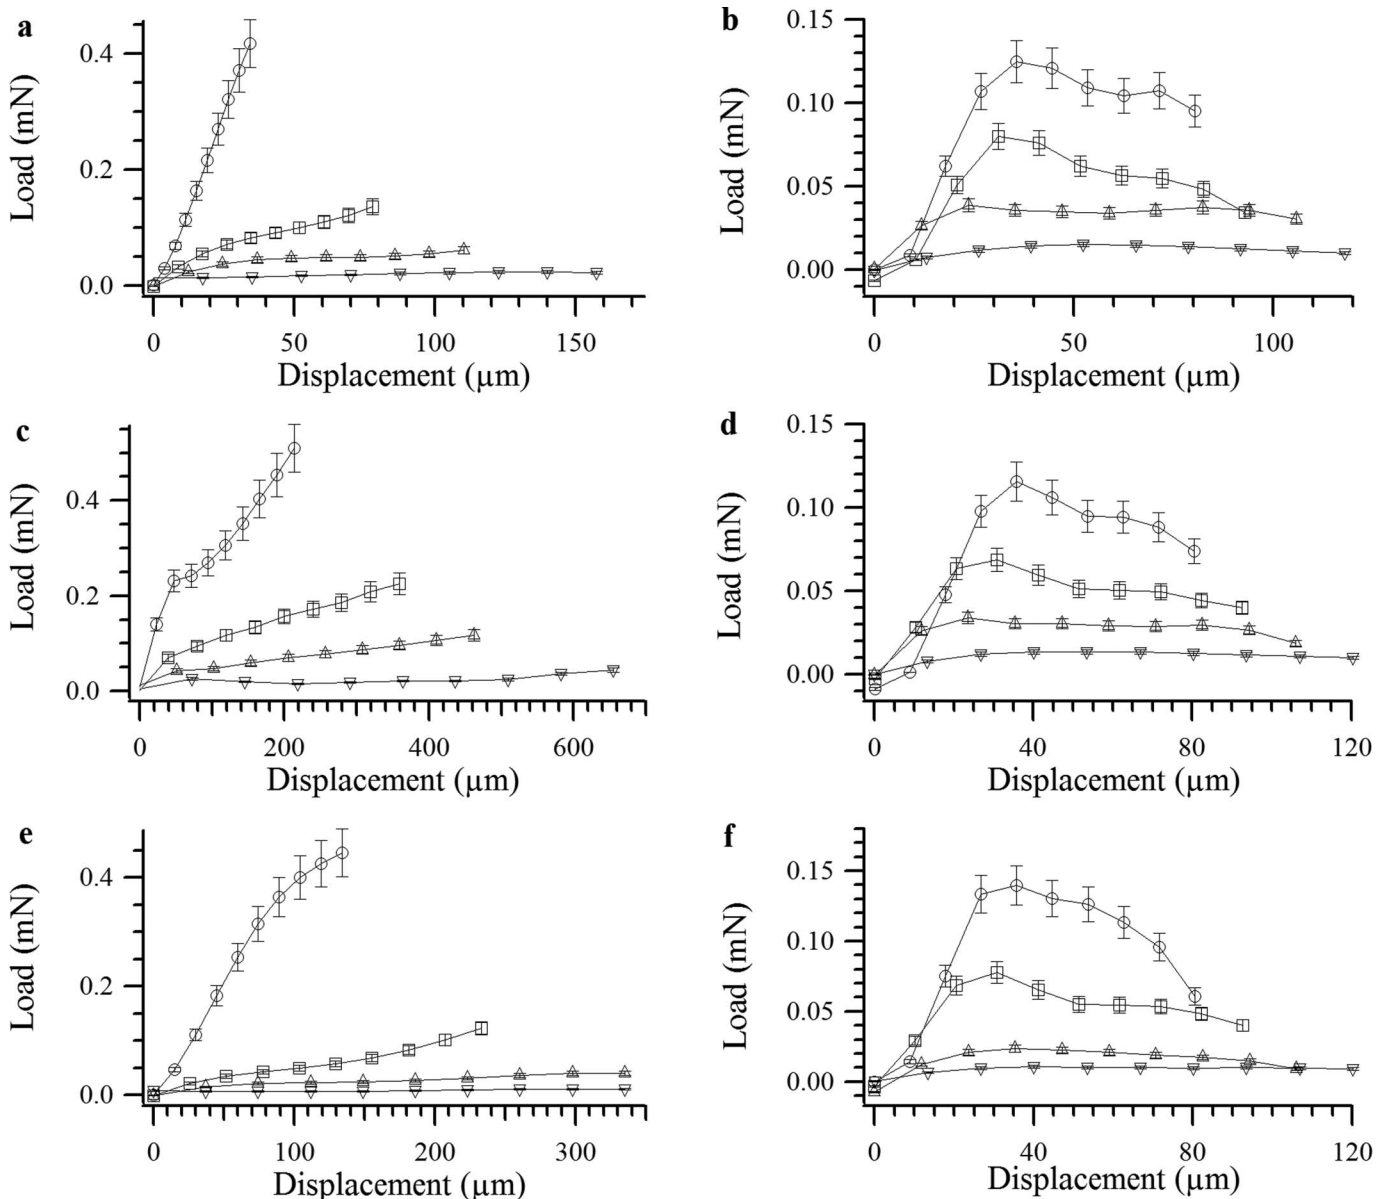 a
Load (mN)
0.4
0.2
0.0
0 50 100 150
Displacement (μm)
b
Load (mN)
0.15
0.10
0.05
0.00
0 50 100
Displacement (μm)
c
Load (mN)
0.4
0.2
0.0
0 200 400 600
Displacement (μm)
d
Load (mN)
0.15
0.10
0.05
0.00
0 40 80 120
Displacement (μm)
e
Load (mN)
0.4
0.2
0.0
0 100 200 300
Displacement (μm)
f
Load (mN)
0.15
0.10
0.05
0.00
0 40 80 120
Displacement (μm)